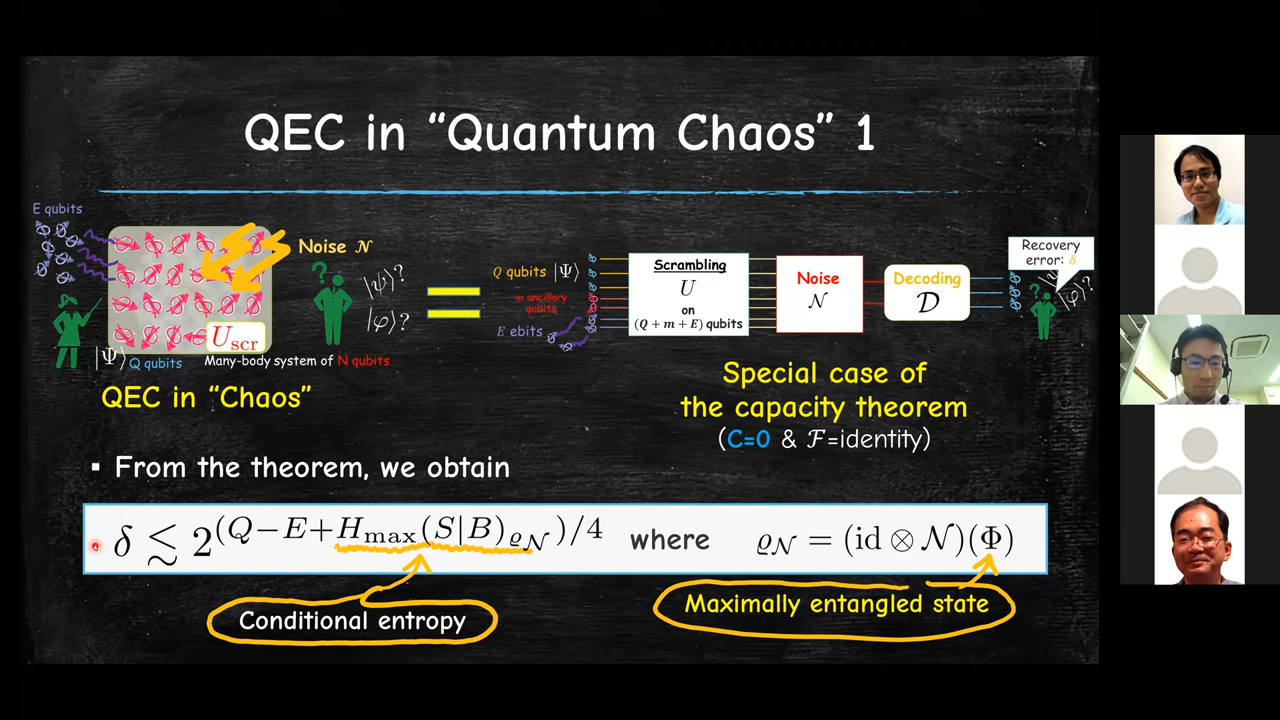 QEC in “Quantum Chaos” 1
E qubits
Noise 𝒩
|ψ⟩?
|φ⟩?
U_scr
|Ψ⟩ Q qubits
Many-body system of N qubits
QEC in “Chaos”
=
Q qubits |Ψ⟩
m ancillary
qubits
E ebits
Scrambling
U
on
(Q + m + E) qubits
Noise
𝒩
Decoding
𝒟
Recovery
error: δ
|φ⟩?
Special case of
the capacity theorem
(C=0 & ℱ=identity)
▪ From the theorem, we obtain
δ ≲ 2^{(Q−E+H_max(S|B)_{ϱ_𝒩})/4} where ϱ_𝒩 = (id ⊗ 𝒩)(Φ)
Conditional entropy
Maximally entangled state